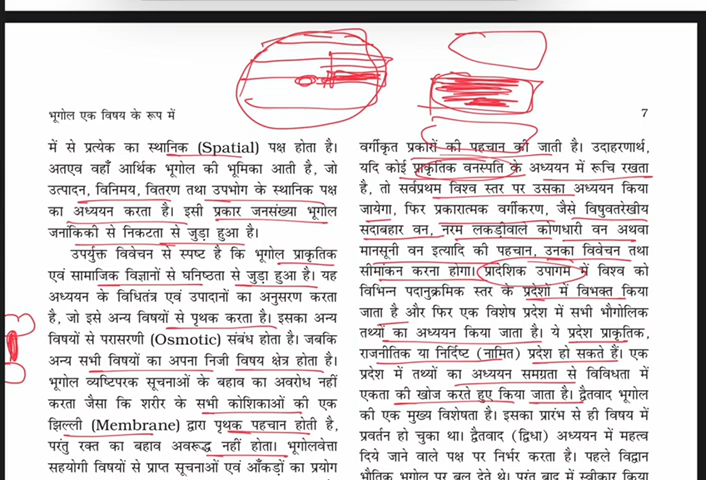 भूगोल एक विषय के रूप में
7
में से प्रत्येक का स्थानिक (Spatial) पक्ष होता है।
अतएव वहाँ आर्थिक भूगोल की भूमिका आती है, जो
उत्पादन, विनिमय, वितरण तथा उपभोग के स्थानिक पक्ष
का अध्ययन करता है। इसी प्रकार जनसंख्या भूगोल
जनांकिकी से निकटता से जुड़ा हुआ है।
उपर्युक्त विवेचन से स्पष्ट है कि भूगोल प्राकृतिक
एवं सामाजिक विज्ञानों से घनिष्ठता से जुड़ा हुआ है। यह
अध्ययन के विधितंत्र एवं उपादानों का अनुसरण करता
है, जो इसे अन्य विषयों से पृथक करता है। इसका अन्य
विषयों से परासरणी (Osmotic) संबंध होता है। जबकि
अन्य सभी विषयों का अपना निजी विषय क्षेत्र होता है।
भूगोल व्यष्टिपरक सूचनाओं के बहाव का अवरोध नहीं
करता जैसा कि शरीर के सभी कोशिकाओं की एक
झिल्ली (Membrane) द्वारा पृथक पहचान होती है,
परंतु रक्त का बहाव अवरूद्ध नहीं होता। भूगोलवेत्ता
सहयोगी विषयों से प्राप्त सूचनाओं एवं आँकड़ों का प्रयोग
वर्गीकृत प्रकारों की पहचान की जाती है। उदाहरणार्थ,
यदि कोई प्राकृतिक वनस्पति के अध्ययन में रूचि रखता
है, तो सर्वप्रथम विश्व स्तर पर उसका अध्ययन किया
जायेगा, फिर प्रकारात्मक वर्गीकरण, जैसे विषुवतरेखीय
सदाबहार वन, नरम लकड़ीवाले कोणधारी वन अथवा
मानसूनी वन इत्यादि की पहचान, उनका विवेचन तथा
सीमांकन करना होगा। प्रादेशिक उपागम में विश्व को
विभिन्न पदानुक्रमिक स्तर के प्रदेशों में विभक्त किया
जाता है और फिर एक विशेष प्रदेश में सभी भौगोलिक
तथ्यों का अध्ययन किया जाता है। ये प्रदेश प्राकृतिक,
राजनीतिक या निर्दिष्ट (नामित) प्रदेश हो सकते हैं। एक
प्रदेश में तथ्यों का अध्ययन समग्रता से विविधता में
एकता की खोज करते हुए किया जाता है। द्वैतवाद भूगोल
की एक मुख्य विशेषता है। इसका प्रारंभ से ही विषय में
प्रवर्तन हो चुका था। द्वैतवाद (द्विधा) अध्ययन में महत्व
दिये जाने वाले पक्ष पर निर्भर करता है। पहले विद्वान
भौतिक भूगोल पर बल देते थे। परंतु बाद में स्वीकार किया